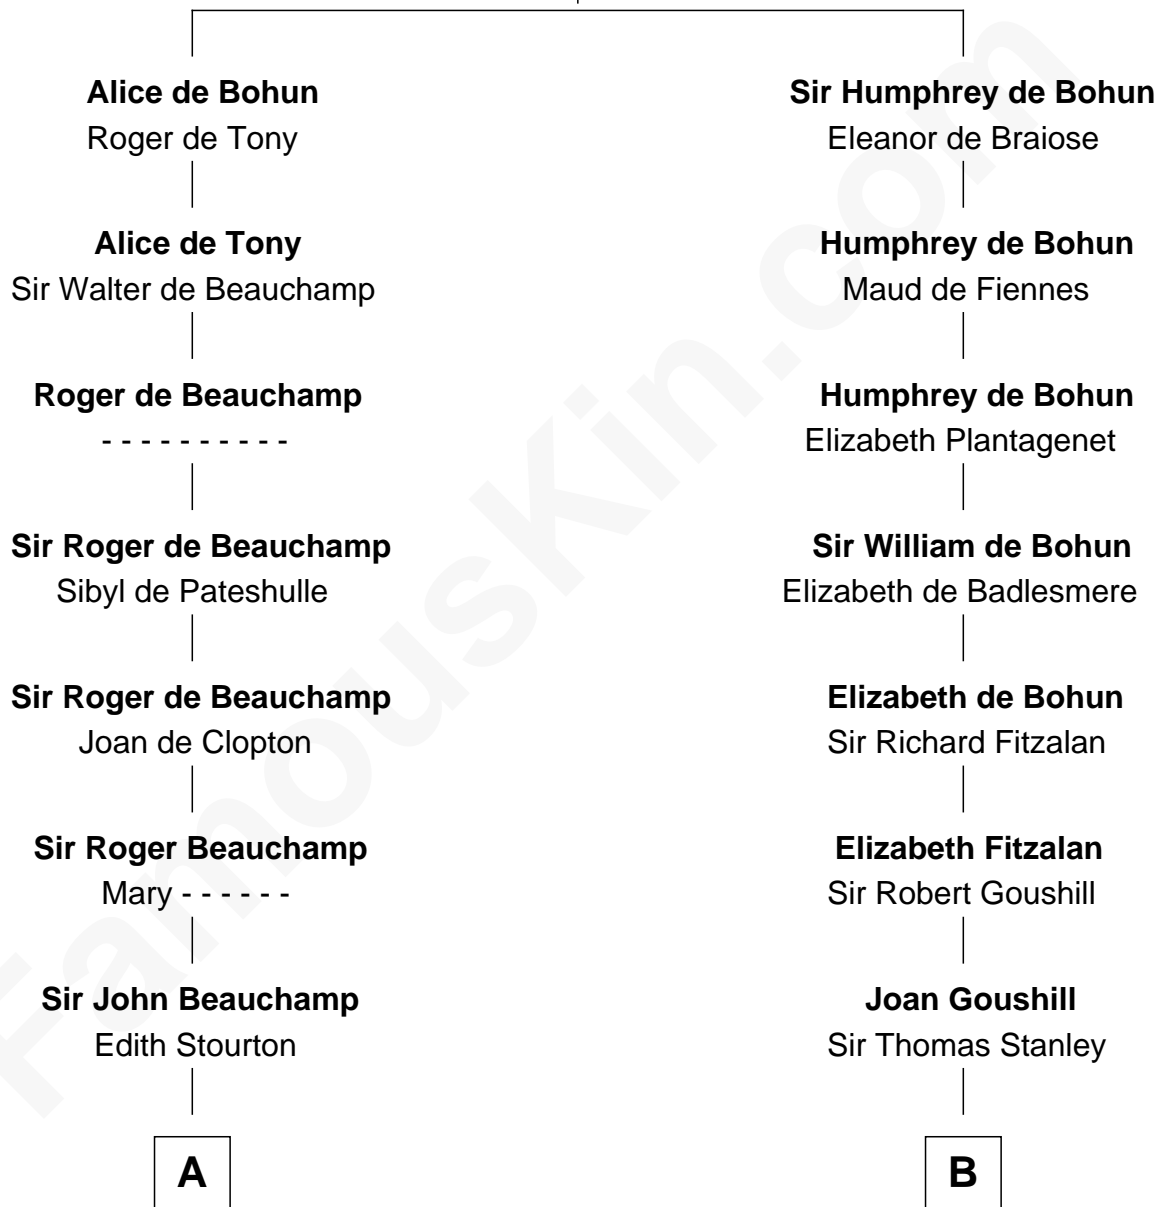 Alice de Bohun
Roger de Tony
Alice de Tony
Sir Walter de Beauchamp
Roger de Beauchamp
- - - - - - - - - -
Sir Roger de Beauchamp
Sibyl de Pateshulle
Sir Roger de Beauchamp
Joan de Clopton
Sir Roger Beauchamp
Mary - - - - - -
Sir John Beauchamp
Edith Stourton
A
Sir Humphrey de Bohun
Eleanor de Braiose
Humphrey de Bohun
Maud de Fiennes
Humphrey de Bohun
Elizabeth Plantagenet
Sir William de Bohun
Elizabeth de Badlesmere
Elizabeth de Bohun
Sir Richard Fitzalan
Elizabeth Fitzalan
Sir Robert Goushill
Joan Goushill
Sir Thomas Stanley
B
FamousKin.com